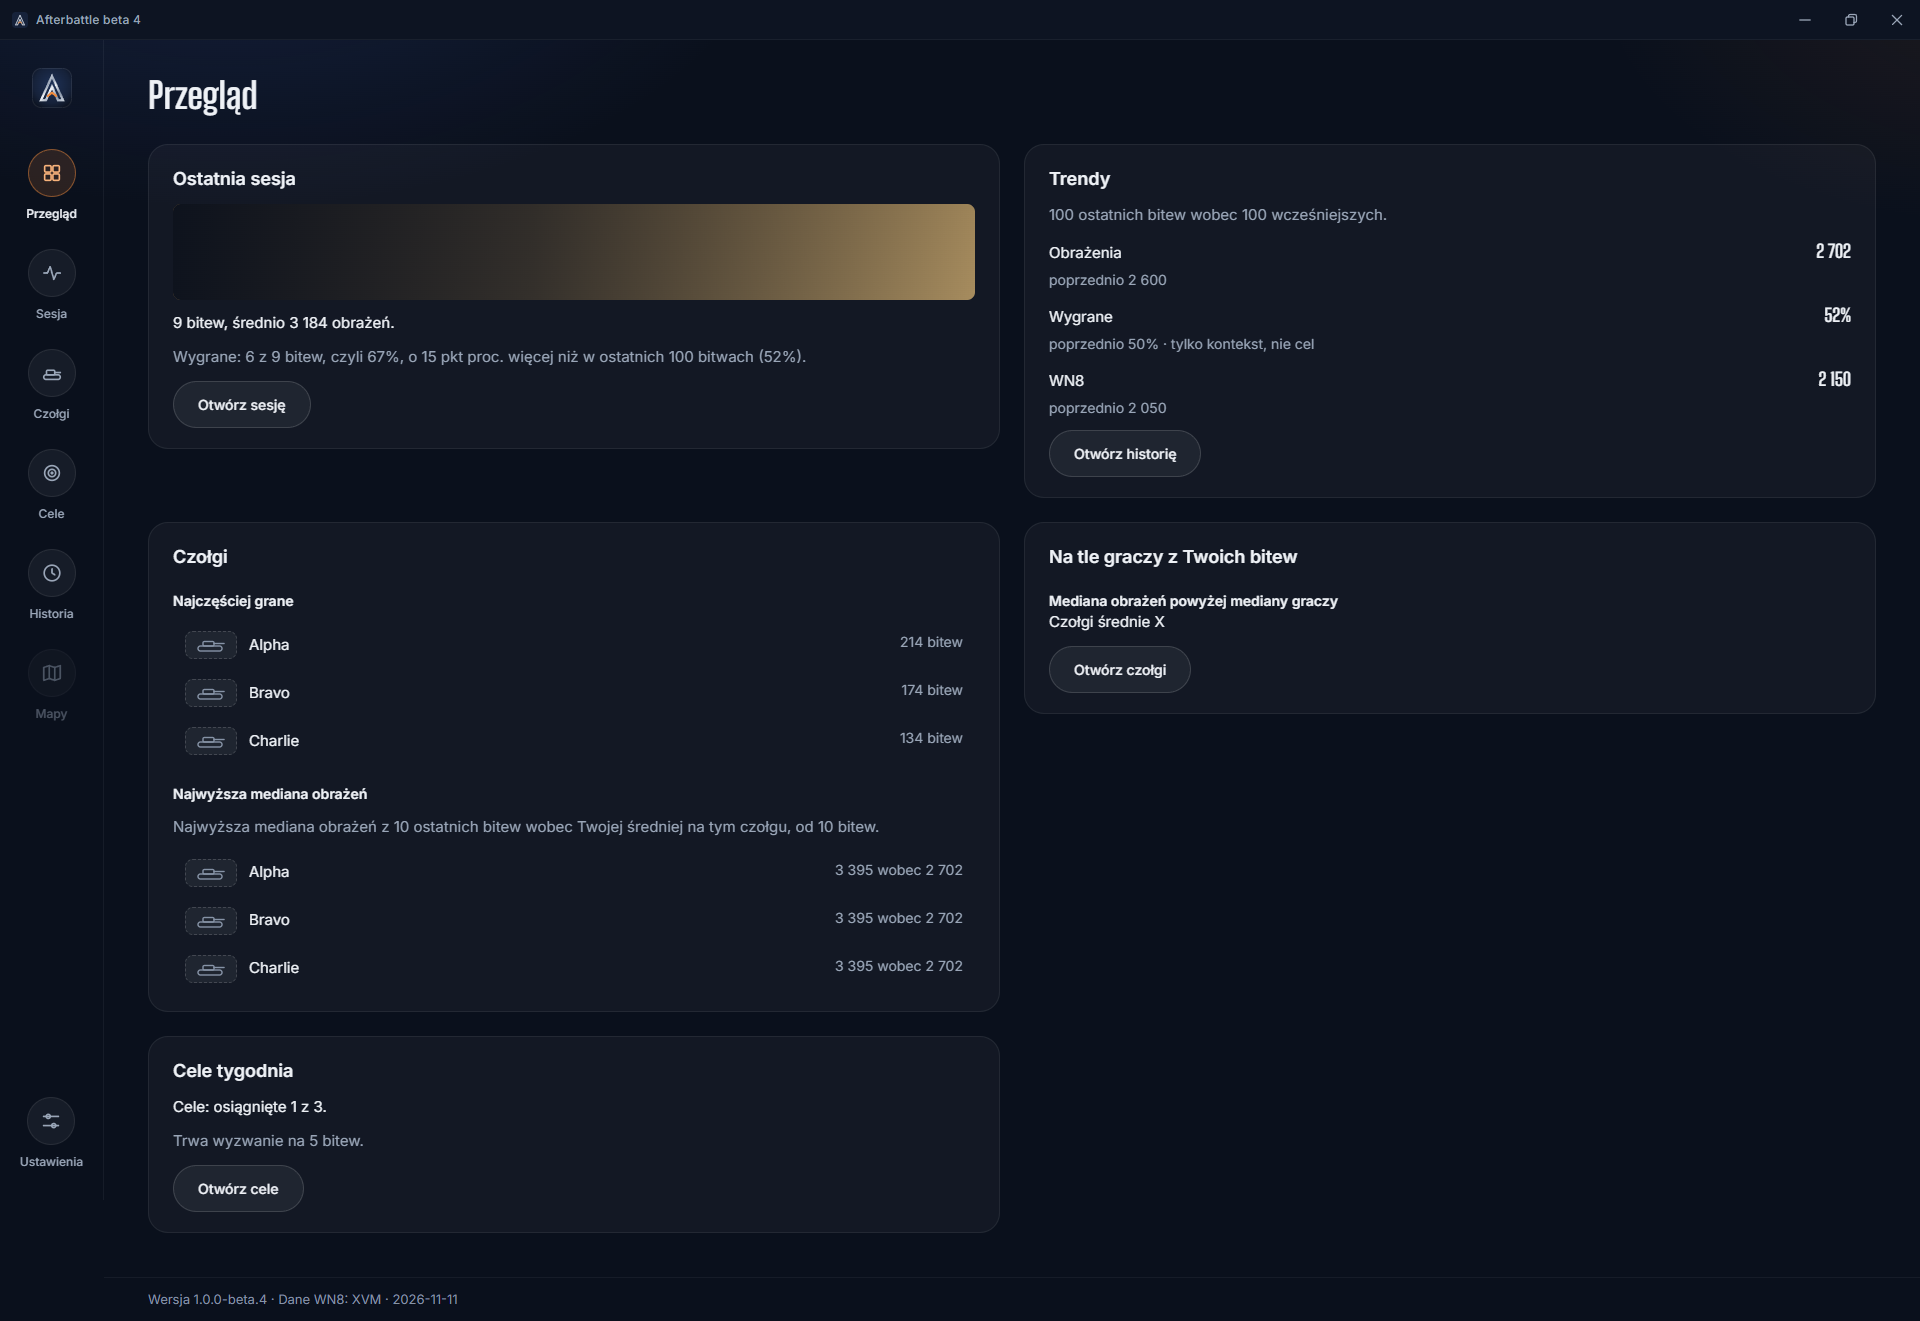 Afterbattle beta 4
Przegląd
Sesja
Czołgi
Cele
Historia
Mapy
Ustawienia
Przegląd
Ostatnia sesja
9 bitew, średnio 3 184 obrażeń.
Wygrane: 6 z 9 bitew, czyli 67%, o 15 pkt proc. więcej niż w ostatnich 100 bitwach (52%).
Otwórz sesję
Trendy
100 ostatnich bitew wobec 100 wcześniejszych.
Obrażenia 2 702
poprzednio 2 600
Wygrane 52%
poprzednio 50% · tylko kontekst, nie cel
WN8 2 150
poprzednio 2 050
Otwórz historię
Czołgi
Najczęściej grane
Alpha 214 bitew
Bravo 174 bitew
Charlie 134 bitew
Najwyższa mediana obrażeń
Najwyższa mediana obrażeń z 10 ostatnich bitew wobec Twojej średniej na tym czołgu, od 10 bitew.
Alpha 3 395 wobec 2 702
Bravo 3 395 wobec 2 702
Charlie 3 395 wobec 2 702
Na tle graczy z Twoich bitew
Mediana obrażeń powyżej mediany graczy
Czołgi średnie X
Otwórz czołgi
Cele tygodnia
Cele: osiągnięte 1 z 3.
Trwa wyzwanie na 5 bitew.
Otwórz cele
Wersja 1.0.0-beta.4 · Dane WN8: XVM · 2026-11-11